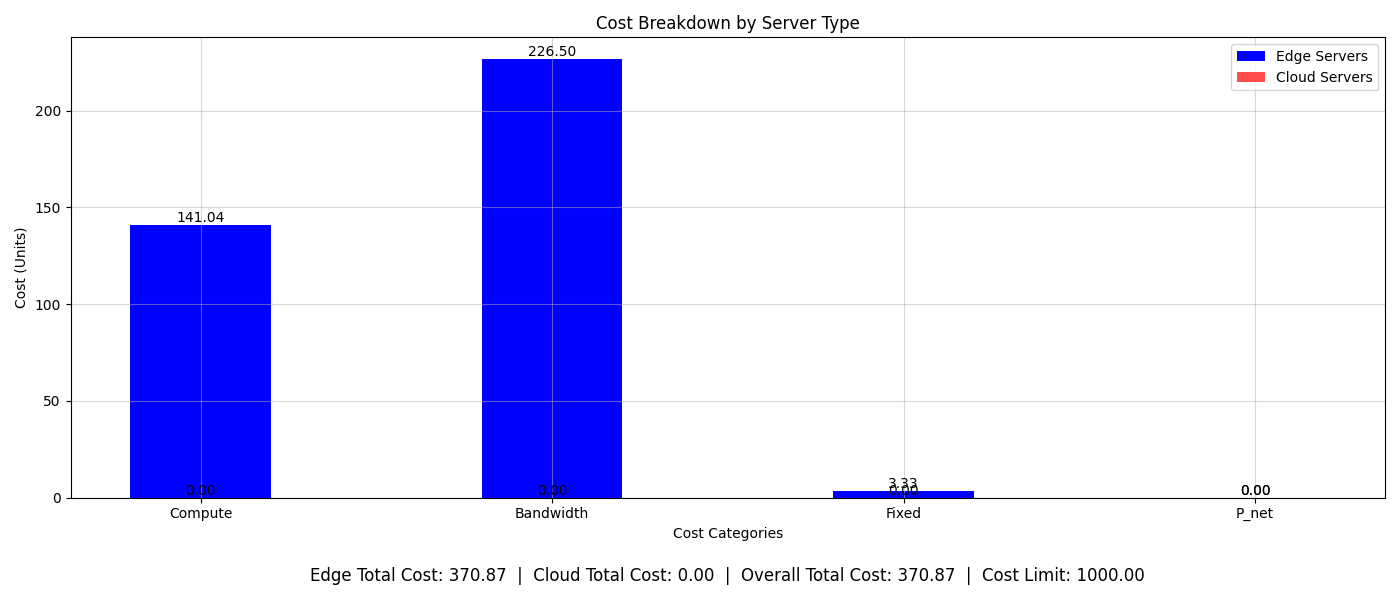 Cost Breakdown by Server Type
226.50
Edge Servers
Cloud Servers
200
150
141.04
100
50
0
Cost (Units)
0.00
0.00
3.33
0.00
0.00
Compute
Bandwidth
Fixed
P_net
Cost Categories
Edge Total Cost: 370.87 | Cloud Total Cost: 0.00 | Overall Total Cost: 370.87 | Cost Limit: 1000.00